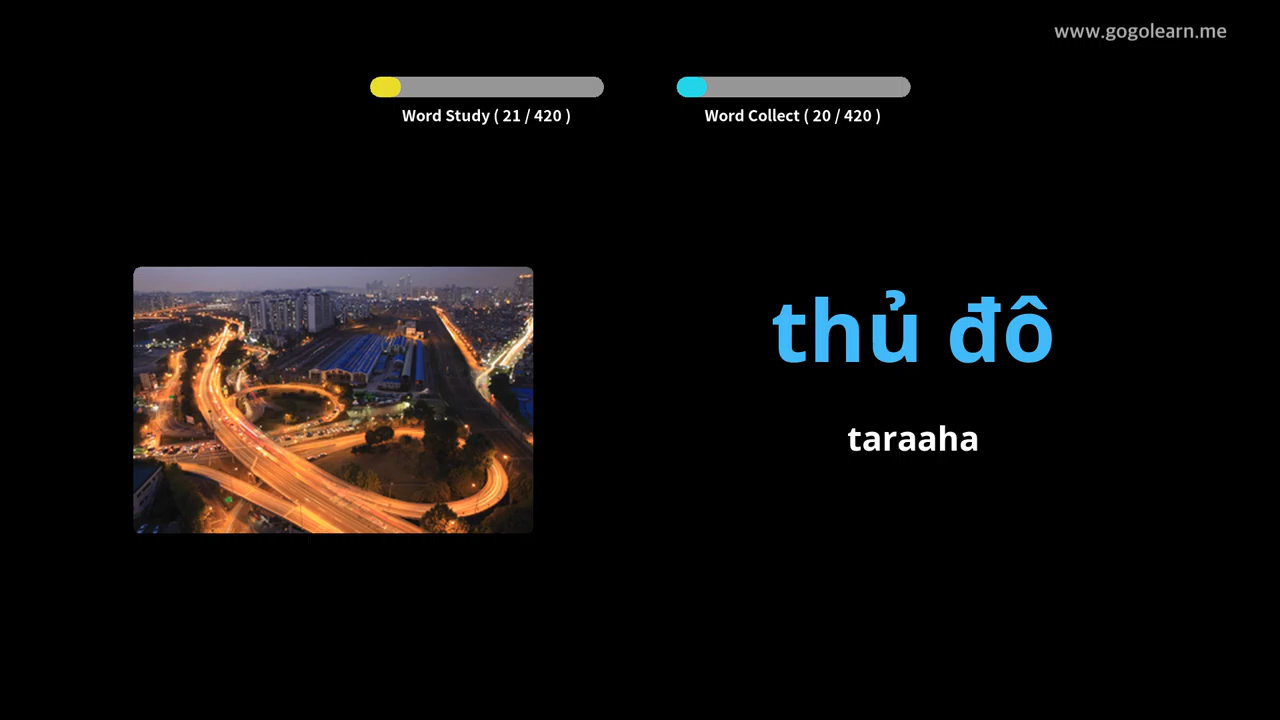 www.gogolearn.me
Word Study ( 21 / 420 )
Word Collect ( 20 / 420 )
thủ đô
taraaha